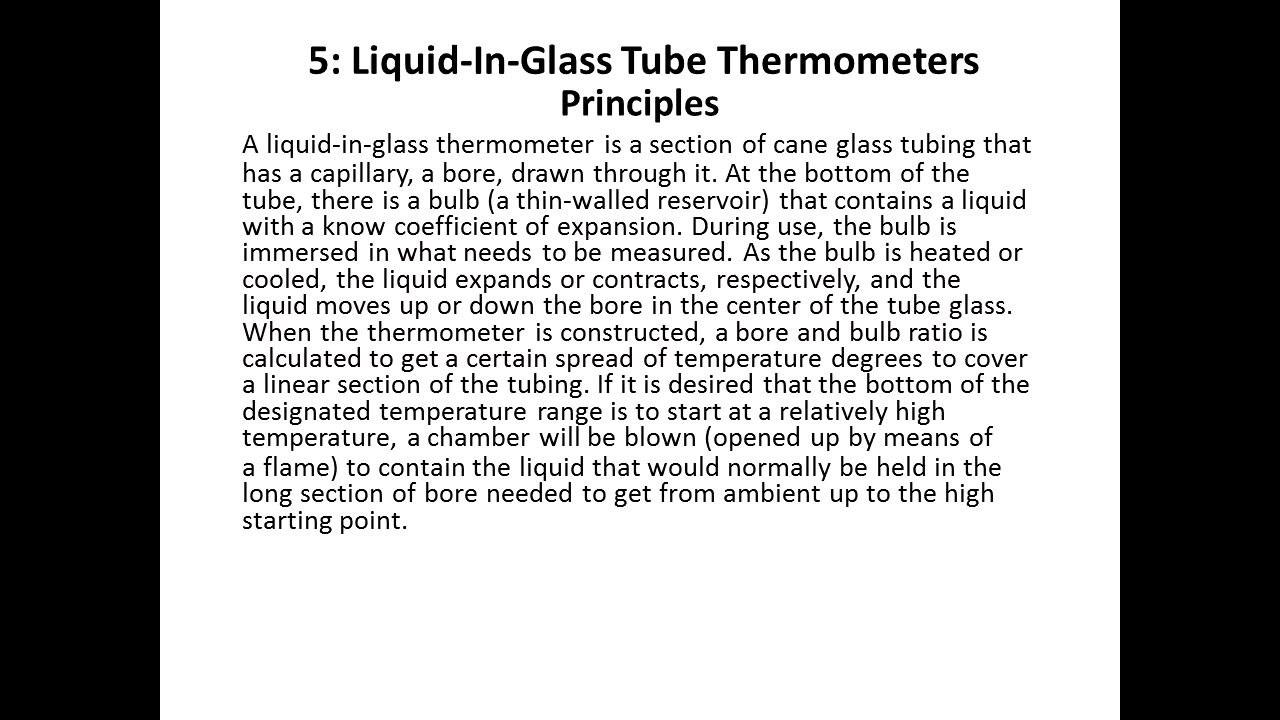 5: Liquid-In-Glass Tube Thermometers
Principles
A liquid-in-glass thermometer is a section of cane glass tubing that
has a capillary, a bore, drawn through it. At the bottom of the
tube, there is a bulb (a thin-walled reservoir) that contains a liquid
with a know coefficient of expansion. During use, the bulb is
immersed in what needs to be measured. As the bulb is heated or
cooled, the liquid expands or contracts, respectively, and the
liquid moves up or down the bore in the center of the tube glass.
When the thermometer is constructed, a bore and bulb ratio is
calculated to get a certain spread of temperature degrees to cover
a linear section of the tubing. If it is desired that the bottom of the
designated temperature range is to start at a relatively high
temperature, a chamber will be blown (opened up by means of
a flame) to contain the liquid that would normally be held in the
long section of bore needed to get from ambient up to the high
starting point.